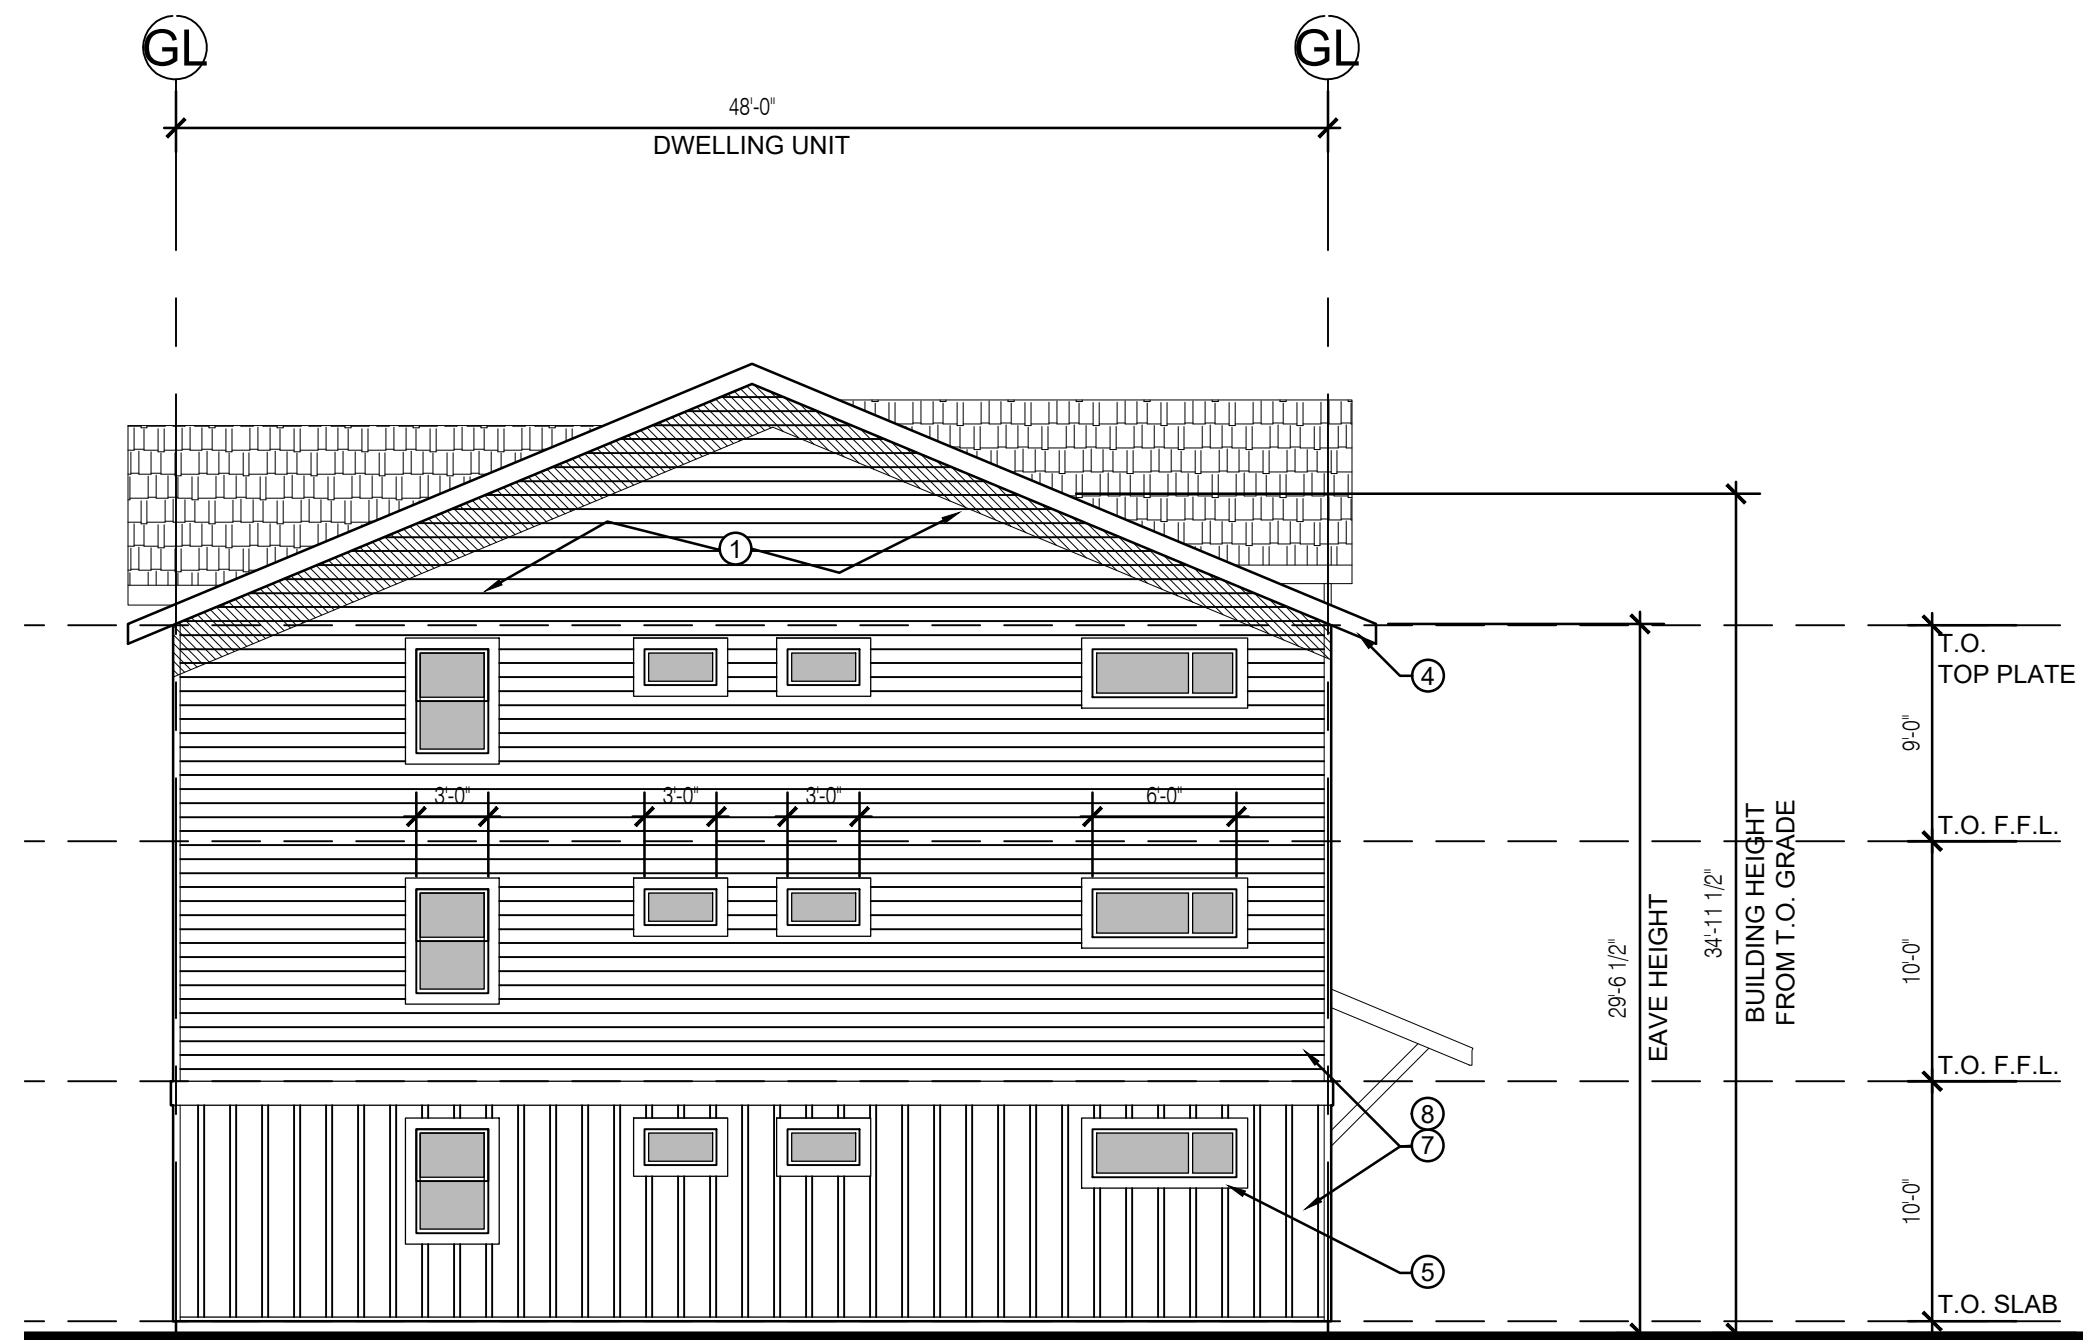 GL
GL
48'-0"
DWELLING UNIT
1
4
T.O.
TOP PLATE
9'-0"
3'-0"
3'-0"
3'-0"
6'-0"
T.O. F.F.L.
29'-6 1/2"
EAVE HEIGHT
34'-11 1/2"
BUILDING HEIGHT
FROM T.O. GRADE
10'-0"
T.O. F.F.L.
8
7
10'-0"
5
T.O. SLAB